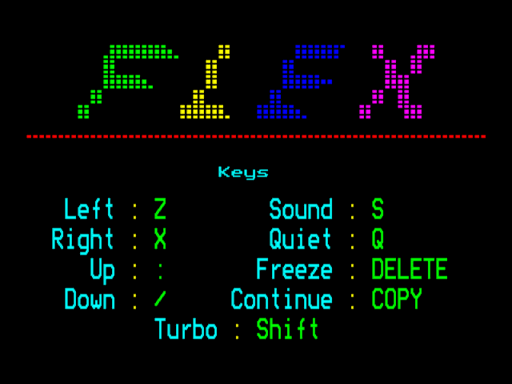 FLEX
Keys
Left : Z Sound : S
Right : X Quiet : Q
Up : : Freeze : DELETE
Down : / Continue : COPY
Turbo : Shift